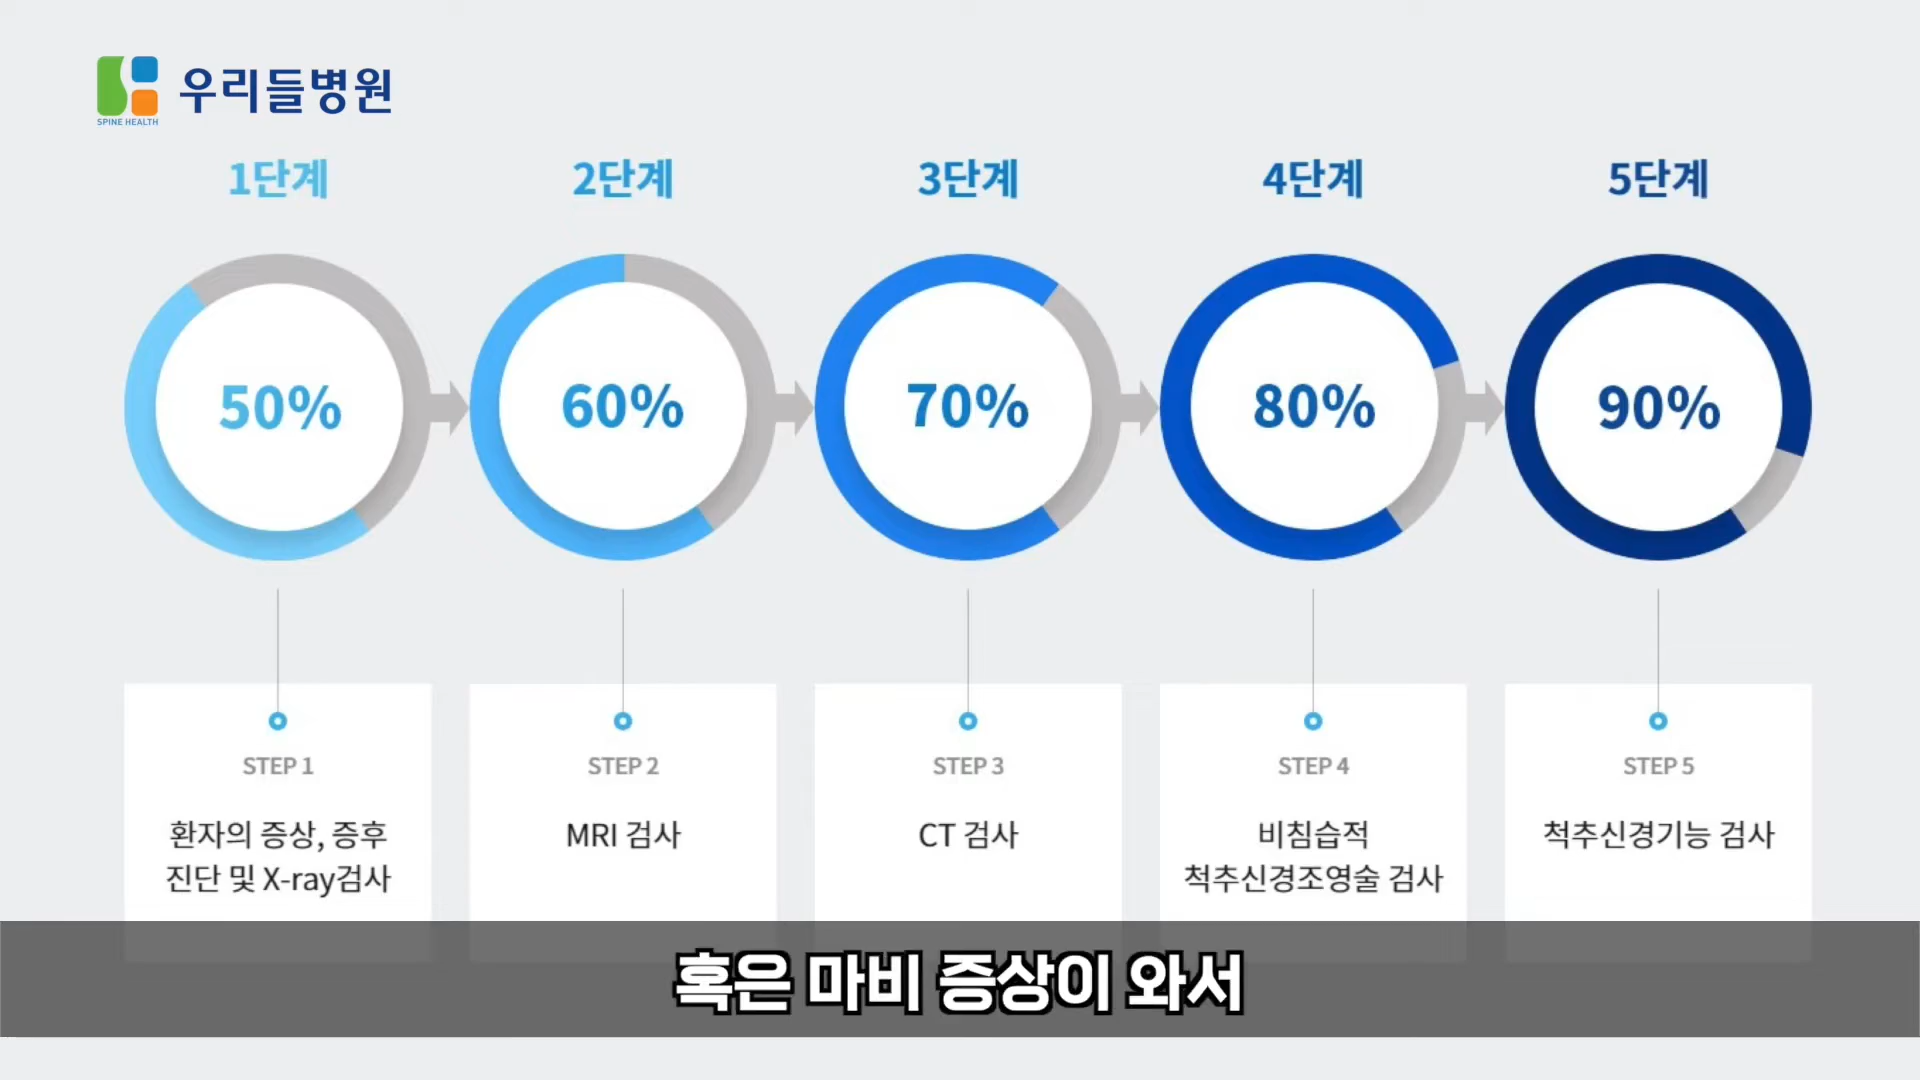 우리들병원
SPINE HEALTH
1단계
2단계
3단계
4단계
5단계
50%
60%
70%
80%
90%
STEP 1
환자의 증상, 증후
진단 및 X-ray검사
STEP 2
MRI 검사
STEP 3
CT 검사
STEP 4
비침습적
척추신경조영술 검사
STEP 5
척추신경기능 검사
혹은 마비 증상이 와서